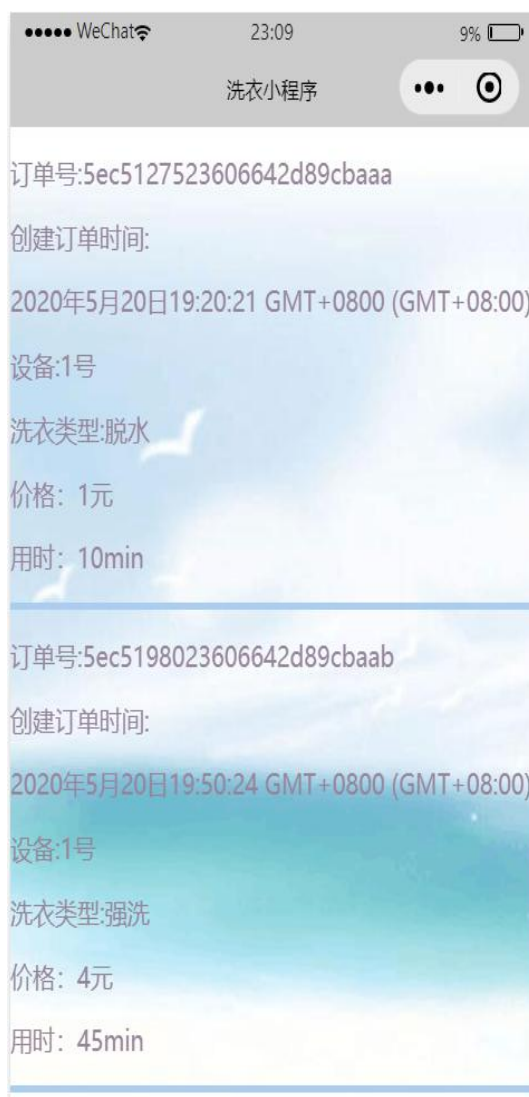 ●●●●● WeChat
23:09
9%
洗衣小程序
订单号:5ec5127523606642d89cbaaa
创建订单时间:
2020年5月20日19:20:21 GMT+0800 (GMT+08:00)
设备:1号
洗衣类型:脱水
价格：1元
用时：10min
订单号:5ec5198023606642d89cbaab
创建订单时间:
2020年5月20日19:50:24 GMT+0800 (GMT+08:00)
设备:1号
洗衣类型:强洗
价格：4元
用时：45min